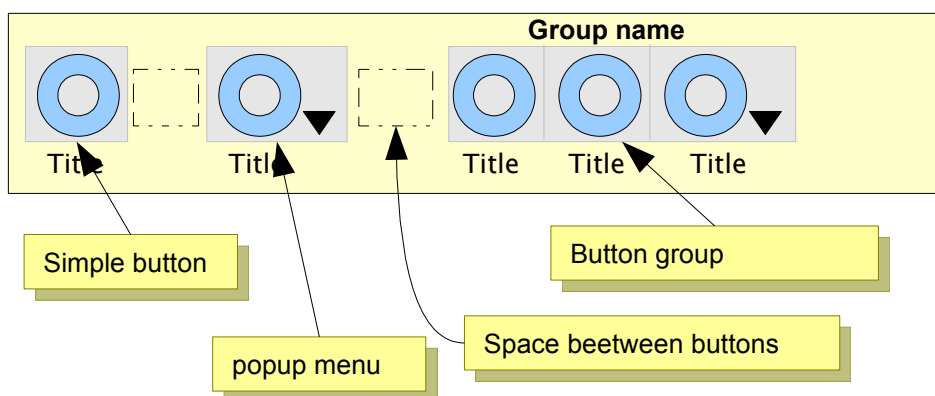 Group name
Title Title Title Title Title
Simple button
Button group
Space beetween buttons
popup menu